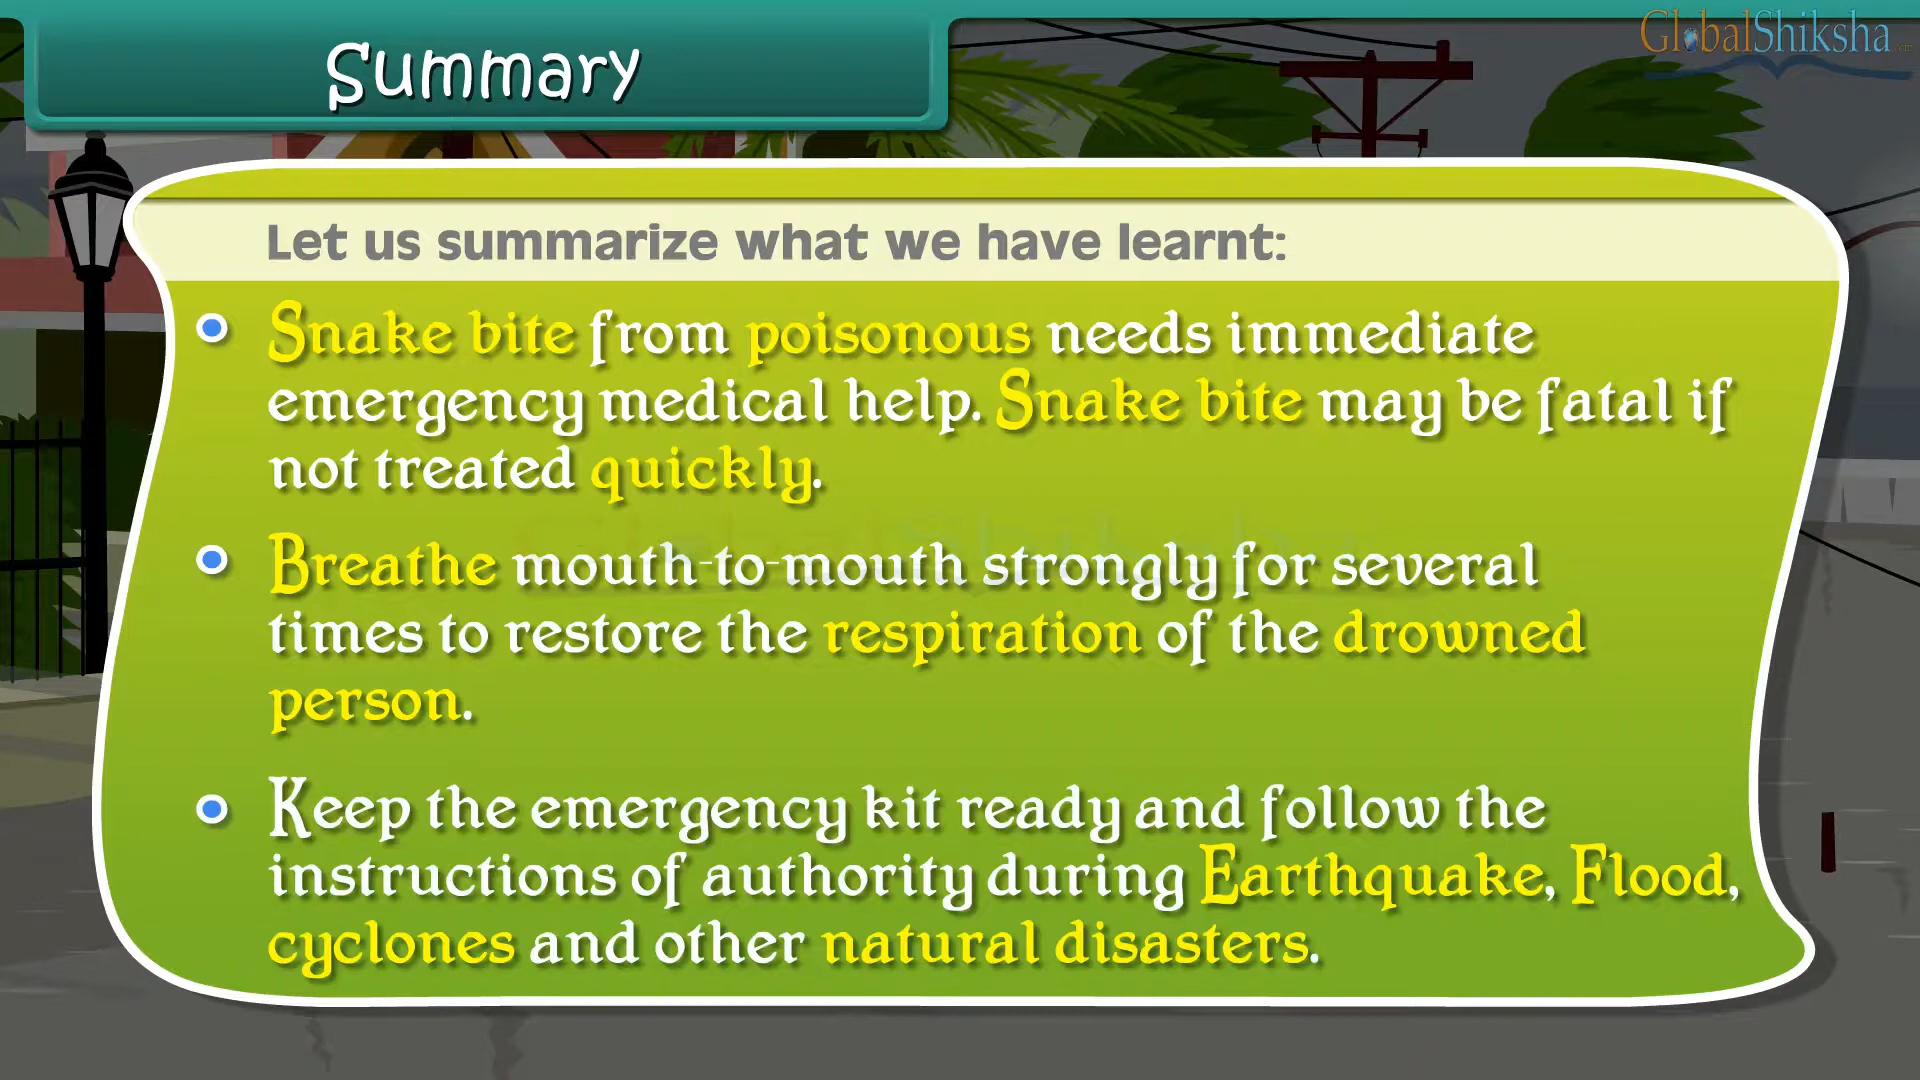 Summary
GlobalShiksha.com
Let us summarize what we have learnt:
Snake bite from poisonous needs immediate
emergency medical help. Snake bite may be fatal if
not treated quickly.
Breathe mouth-to-mouth strongly for several
times to restore the respiration of the drowned
person.
Keep the emergency kit ready and follow the
instructions of authority during Earthquake, Flood,
cyclones and other natural disasters.